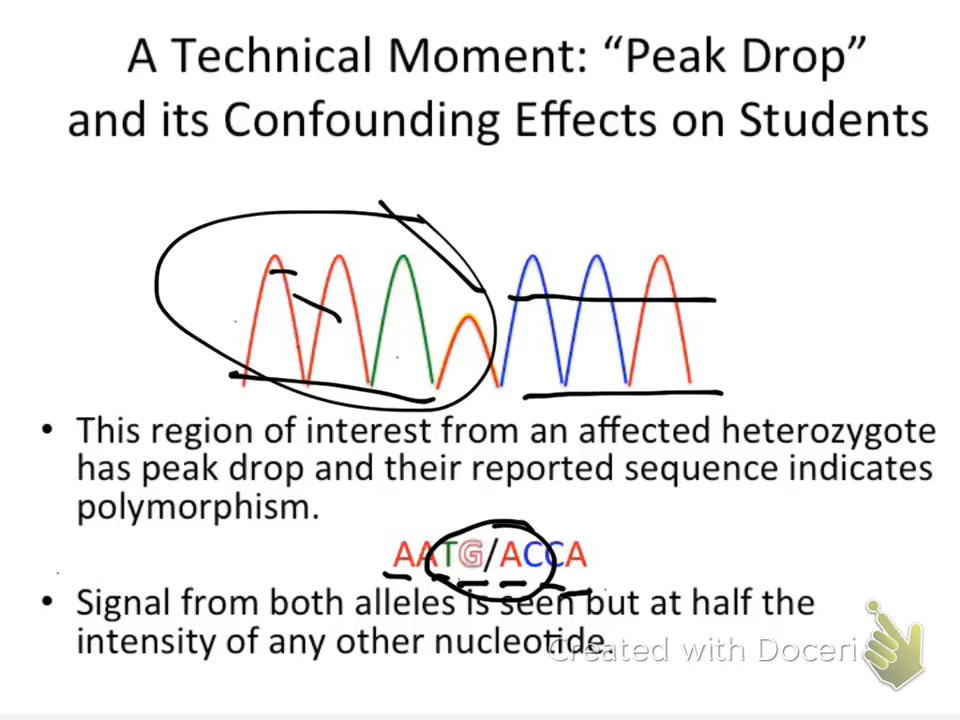 A Technical Moment: “Peak Drop”
and its Confounding Effects on Students
• This region of interest from an affected heterozygote
has peak drop and their reported sequence indicates
polymorphism.
AATG/ACCA
• Signal from both alleles is seen but at half the
intensity of any other nucleotide.
Created with Doceri